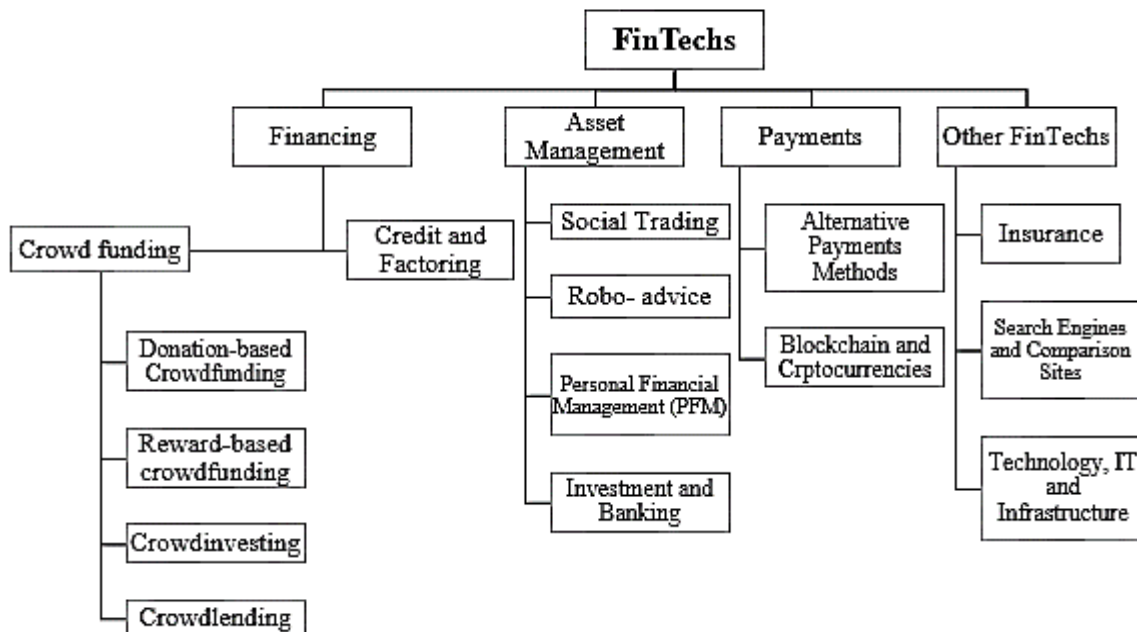 FinTechs
Financing
Asset
Management
Payments
Other FinTechs
Crowd funding
Credit and
Factoring
Donation-based
Crowdfunding
Reward-based
crowdfunding
Crowdinvesting
Crowdlending
Social Trading
Robo- advice
Personal Financial
Management (PFM)
Investment and
Banking
Alternative
Payments
Methods
Blockchain and
Crptocurrencies
Insurance
Search Engines
and Comparison
Sites
Technology, IT
and
Infrastructure